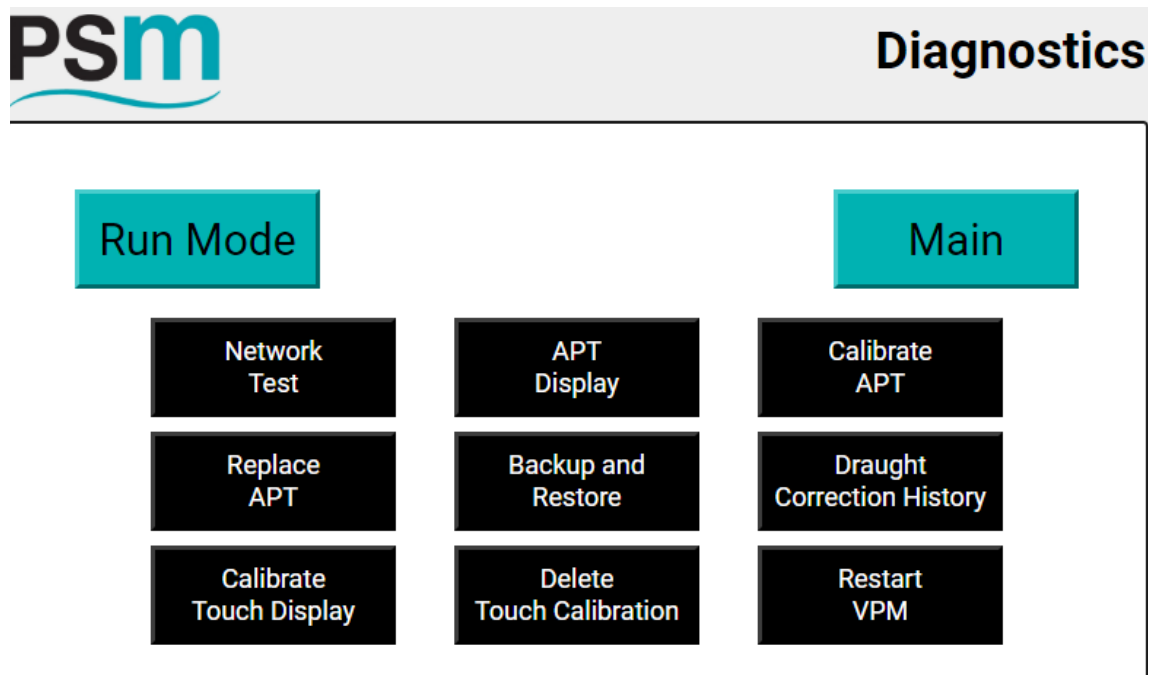 PSm
Diagnostics
Run Mode
Main
Network
Test
APT
Display
Calibrate
APT
Replace
APT
Backup and
Restore
Draught
Correction History
Calibrate
Touch Display
Delete
Touch Calibration
Restart
VPM